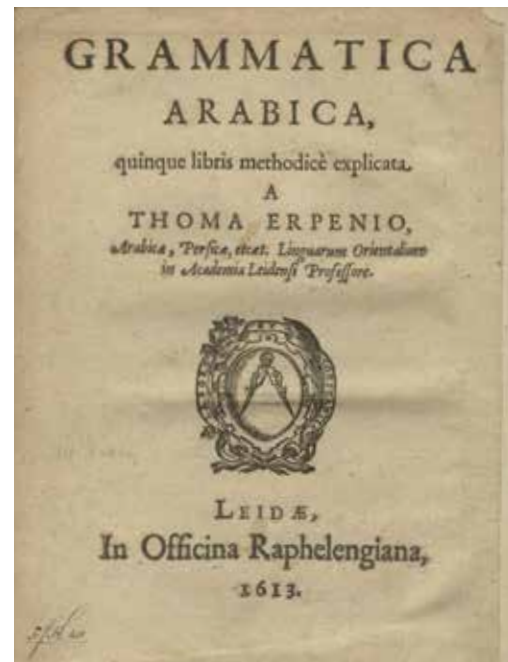 GRAMMATICA
ARABICA,
quinque libris methodicè explicata
A
THOMA ERPENIO,
Arabicæ, Persicæ, etcæt. Linguarum Orientalium
in Academia Leidensi Professore.
LEIDÆ,
In Officina Raphelengiana,
1613.